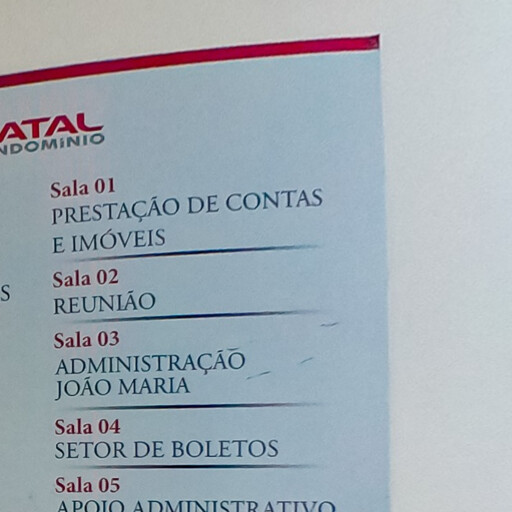 ATAL
NDOMíNIO
Sala 01
PRESTAÇÃO DE CONTAS
E IMÓVEIS
S
Sala 02
REUNIÃO
Sala 03
ADMINISTRAÇÃO
JOÃO MARIA
Sala 04
SETOR DE BOLETOS
Sala 05
APOIO ADMINISTRATIVO